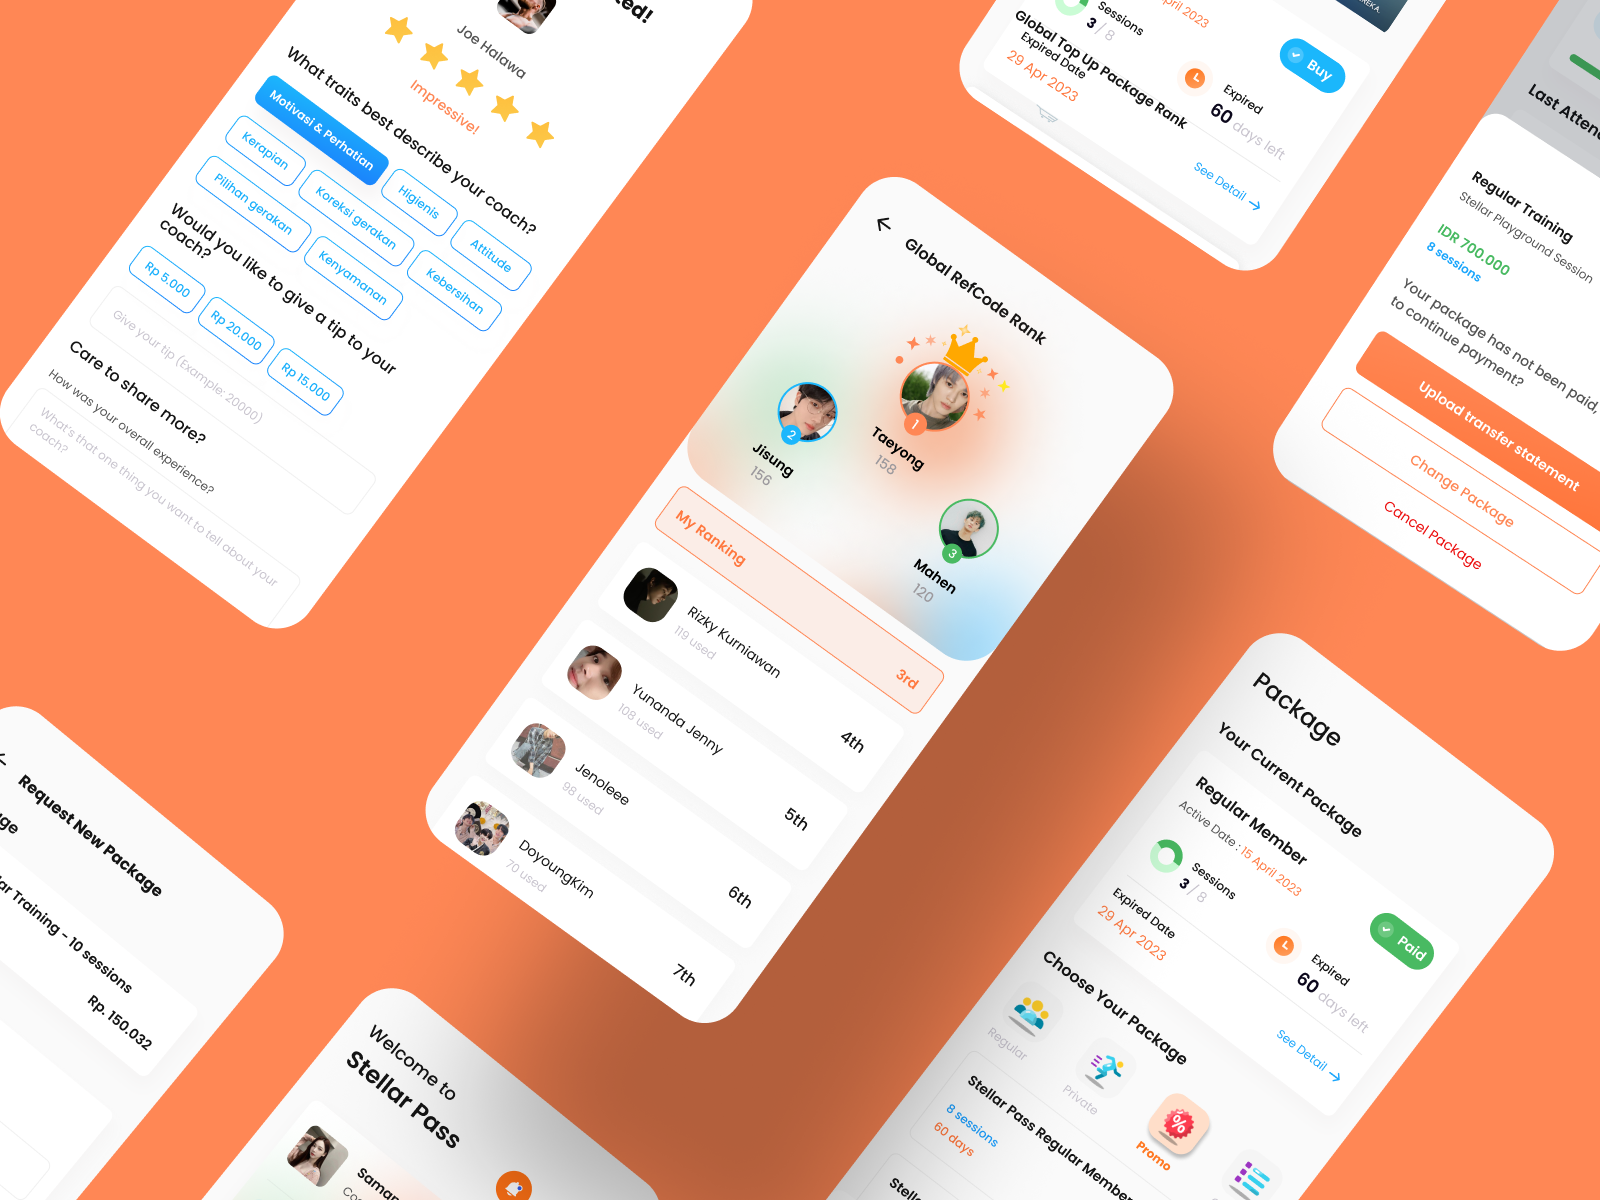 ted!
Joe Halawa
Impressive!
What traits best describe your coach?
Motivasi & Perhatian
Higienis
Attitude
Kerapian
Koreksi gerakan
Kebersihan
Pilihan gerakan
Kenyamanan
Would you like to give a tip to your
coach?
Rp 5.000
Rp 20.000
Rp 15.000
Give your tip (Example: 20000)
Care to share more?
How was your overall experience?
What's that one thing you want to tell about your
coach?
April 2023
Sessions
3 / 8
Global Top Up Package Rank
Expired Date
29 Apr 2023
Buy
Expired
60 days left
See Detail →
Last Attend
Regular Training
Stellar Playground Session
IDR 700.000
8 sessions
Your package has not been paid,
to continue payment?
Upload transfer statement
Change Package
Cancel Package
Global RefCode Rank
1
Taeyong
158
2
Jisung
156
3
Mahen
120
My Ranking
3rd
Rizky Kurniawan
119 used
4th
Yunanda Jenny
108 used
5th
Jenoleee
98 used
6th
DoyoungKim
70 used
7th
Request New Package
ar Training - 10 sessions
Rp. 150.032
Welcome to
Stellar Pass
Package
Your Current Package
Regular Member
Active Date : 15 April 2023
Sessions
3 / 8
Paid
Expired Date
29 Apr 2023
Expired
60 days left
See Detail →
Choose Your Package
Regular
Private
Promo
Stellar Pass Regular Member
8 sessions
60 days